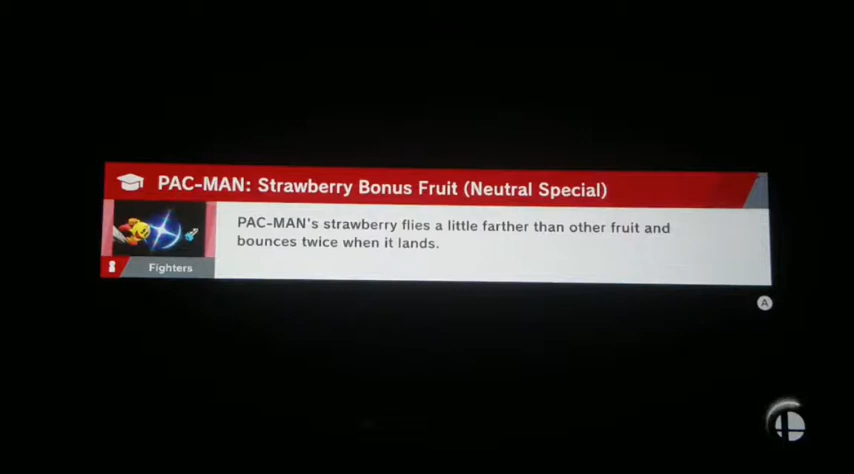 PAC-MAN: Strawberry Bonus Fruit (Neutral Special)
PAC-MAN's strawberry flies a little farther than other fruit and
bounces twice when it lands.
Fighters
A